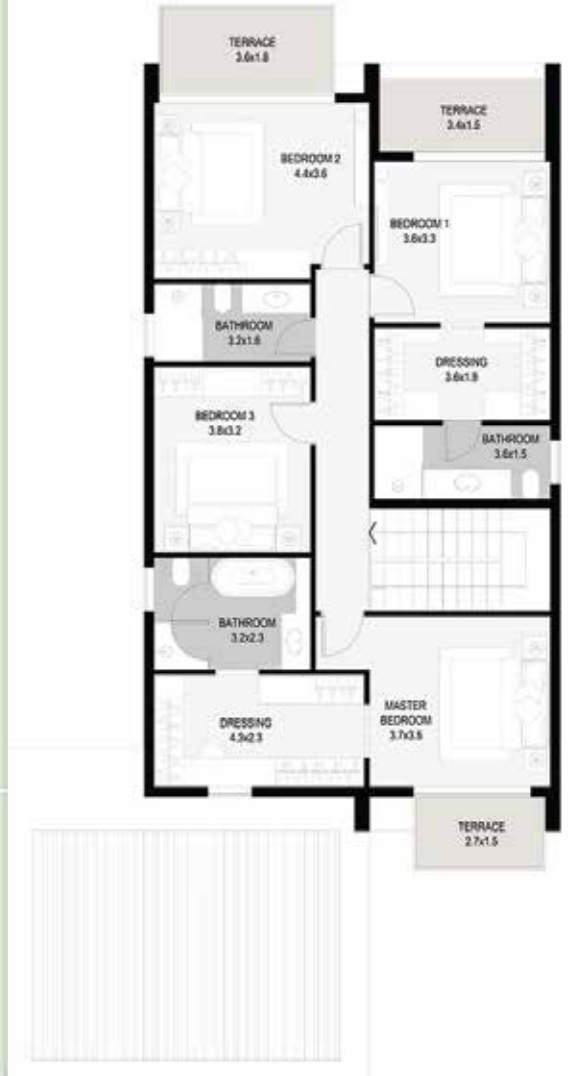 TERRACE
3.6x1.8
TERRACE
3.4x1.5
BEDROOM 2
4.4x3.6
BEDROOM 1
3.6x3.3
BATHROOM
3.2x1.6
DRESSING
3.6x1.8
BEDROOM 3
3.8x3.2
BATHROOM
3.6x1.5
BATHROOM
3.2x2.3
MASTER
BEDROOM
3.7x3.5
DRESSING
4.3x2.3
TERRACE
2.7x1.5